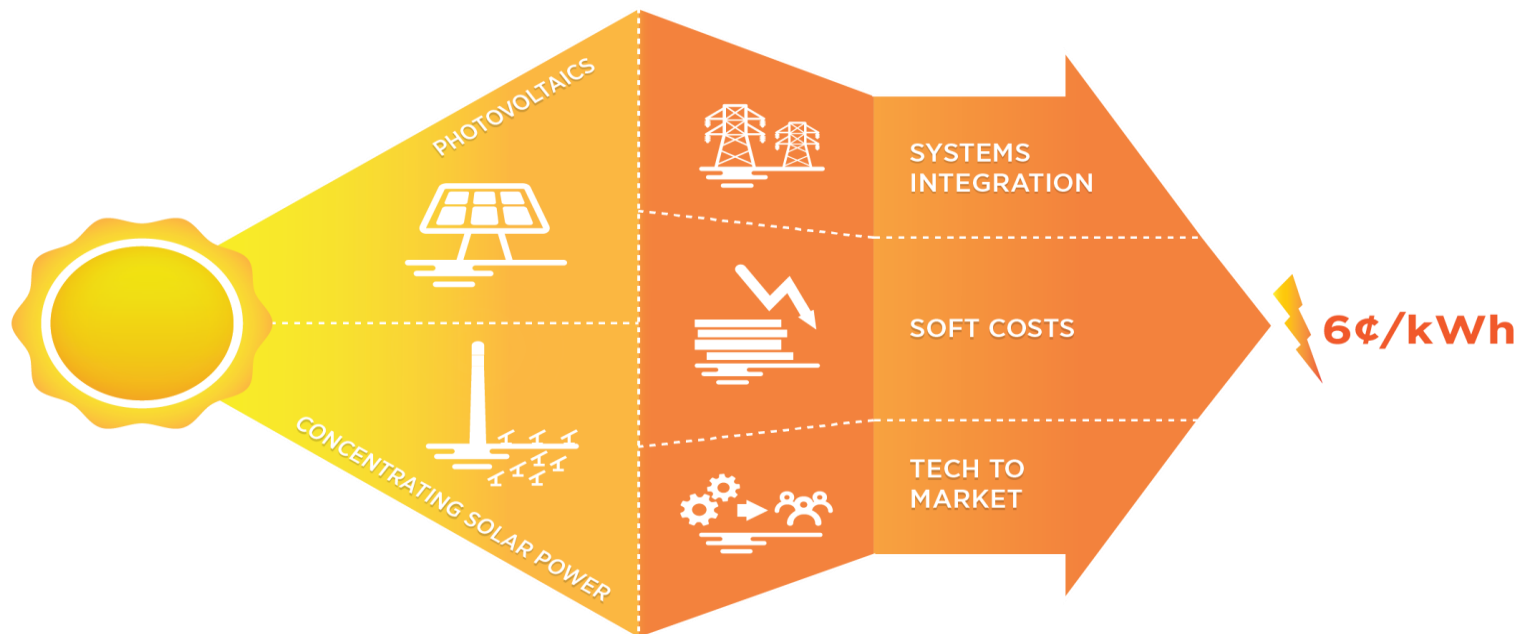 PHOTOVOLTAICS
CONCENTRATING SOLAR POWER
SYSTEMS
INTEGRATION
SOFT COSTS
TECH TO
MARKET
6¢/kWh